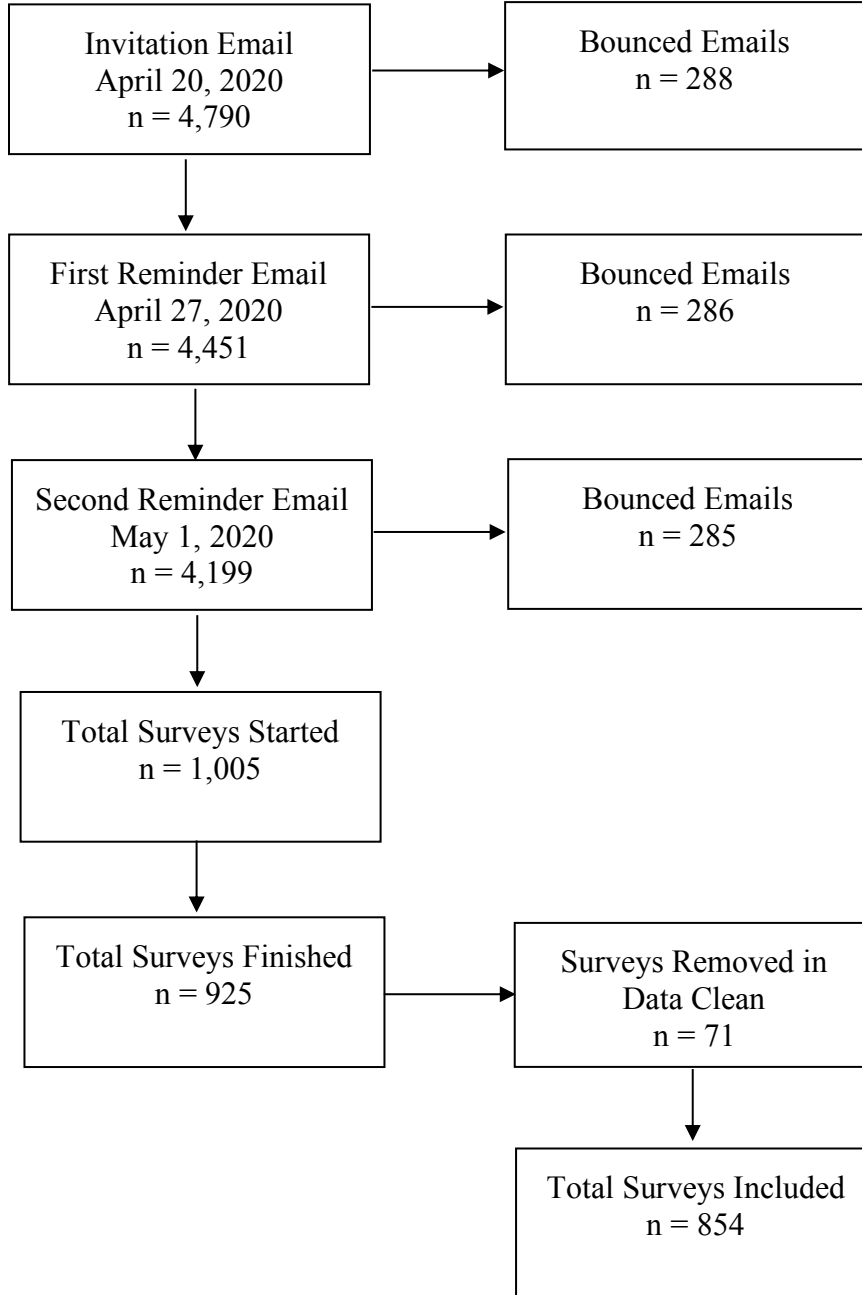 Invitation Email
April 20, 2020
n = 4,790
Bounced Emails
n = 288
First Reminder Email
April 27, 2020
n = 4,451
Bounced Emails
n = 286
Second Reminder Email
May 1, 2020
n = 4,199
Bounced Emails
n = 285
Total Surveys Started
n = 1,005
Total Surveys Finished
n = 925
Surveys Removed in
Data Clean
n = 71
Total Surveys Included
n = 854